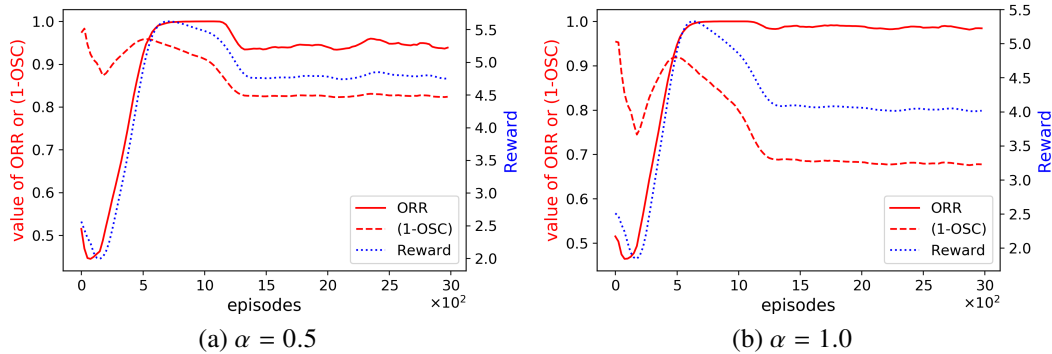 value of ORR or (1-OSC)
1.0
0.9
0.8
0.7
0.6
0.5
5.5
5.0
4.5
4.0
3.5
3.0
2.5
2.0
Reward
ORR
(1-OSC)
Reward
0 5 10 15 20 25 30
episodes
×10²
(a) α = 0.5
value of ORR or (1-OSC)
1.0
0.9
0.8
0.7
0.6
0.5
5.5
5.0
4.5
4.0
3.5
3.0
2.5
2.0
Reward
ORR
(1-OSC)
Reward
0 5 10 15 20 25 30
episodes
×10²
(b) α = 1.0